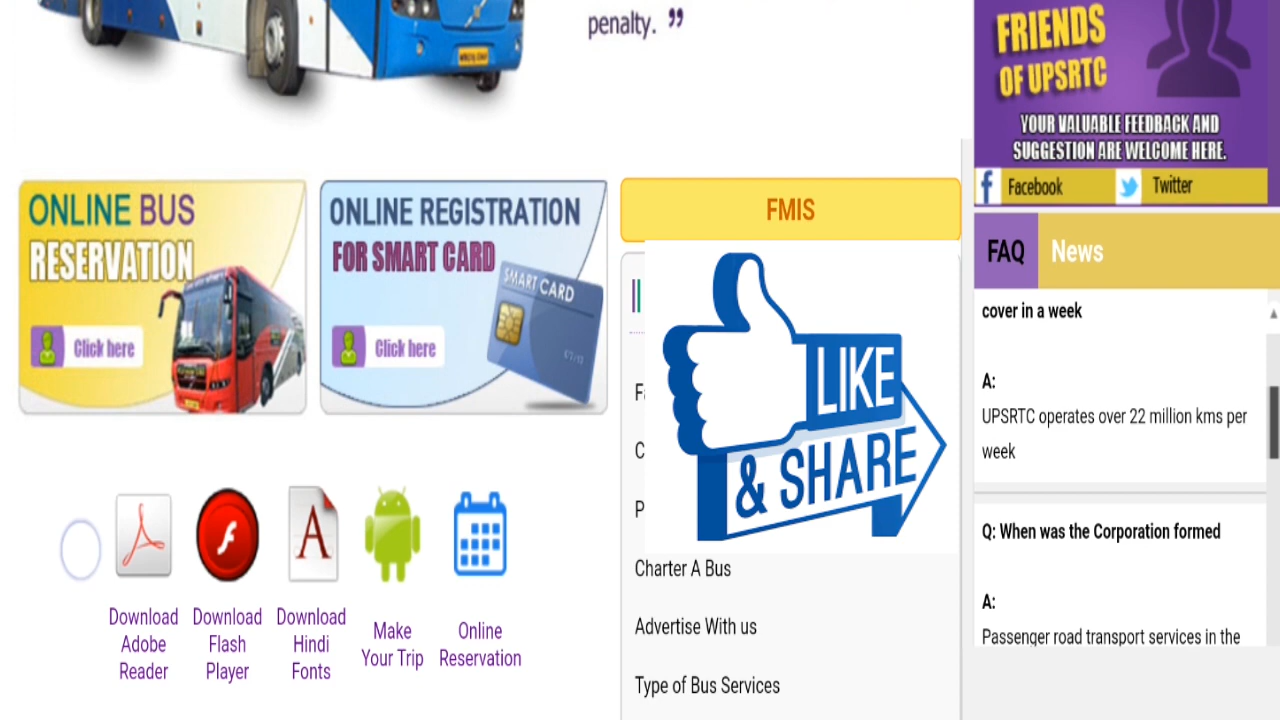 penalty. ”
FRIENDS
OF UPSRTC
YOUR VALUABLE FEEDBACK AND
SUGGESTION ARE WELCOME HERE.
Facebook
Twitter
ONLINE BUS
RESERVATION
Click here
ONLINE REGISTRATION
FOR SMART CARD
SMART CARD
Click here
FMIS
LIKE
& SHARE
C
P
Charter A Bus
Advertise With us
Type of Bus Services
FAQ
News
cover in a week
A:
UPSRTC operates over 22 million kms per
week
Q: When was the Corporation formed
A:
Passenger road transport services in the
Download
Adobe
Reader
Download
Flash
Player
Download
Hindi
Fonts
Make
Your Trip
Online
Reservation